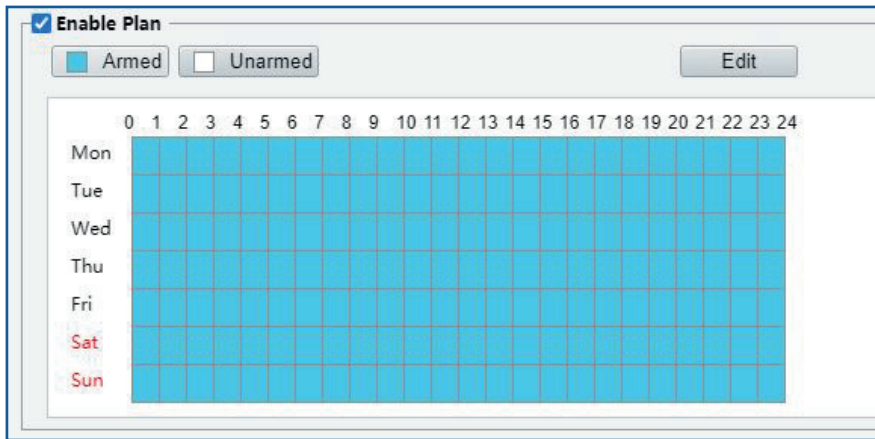 Enable Plan
Armed Unarmed Edit
0 1 2 3 4 5 6 7 8 9 10 11 12 13 14 15 16 17 18 19 20 21 22 23 24
Mon
Tue
Wed
Thu
Fri
Sat
Sun